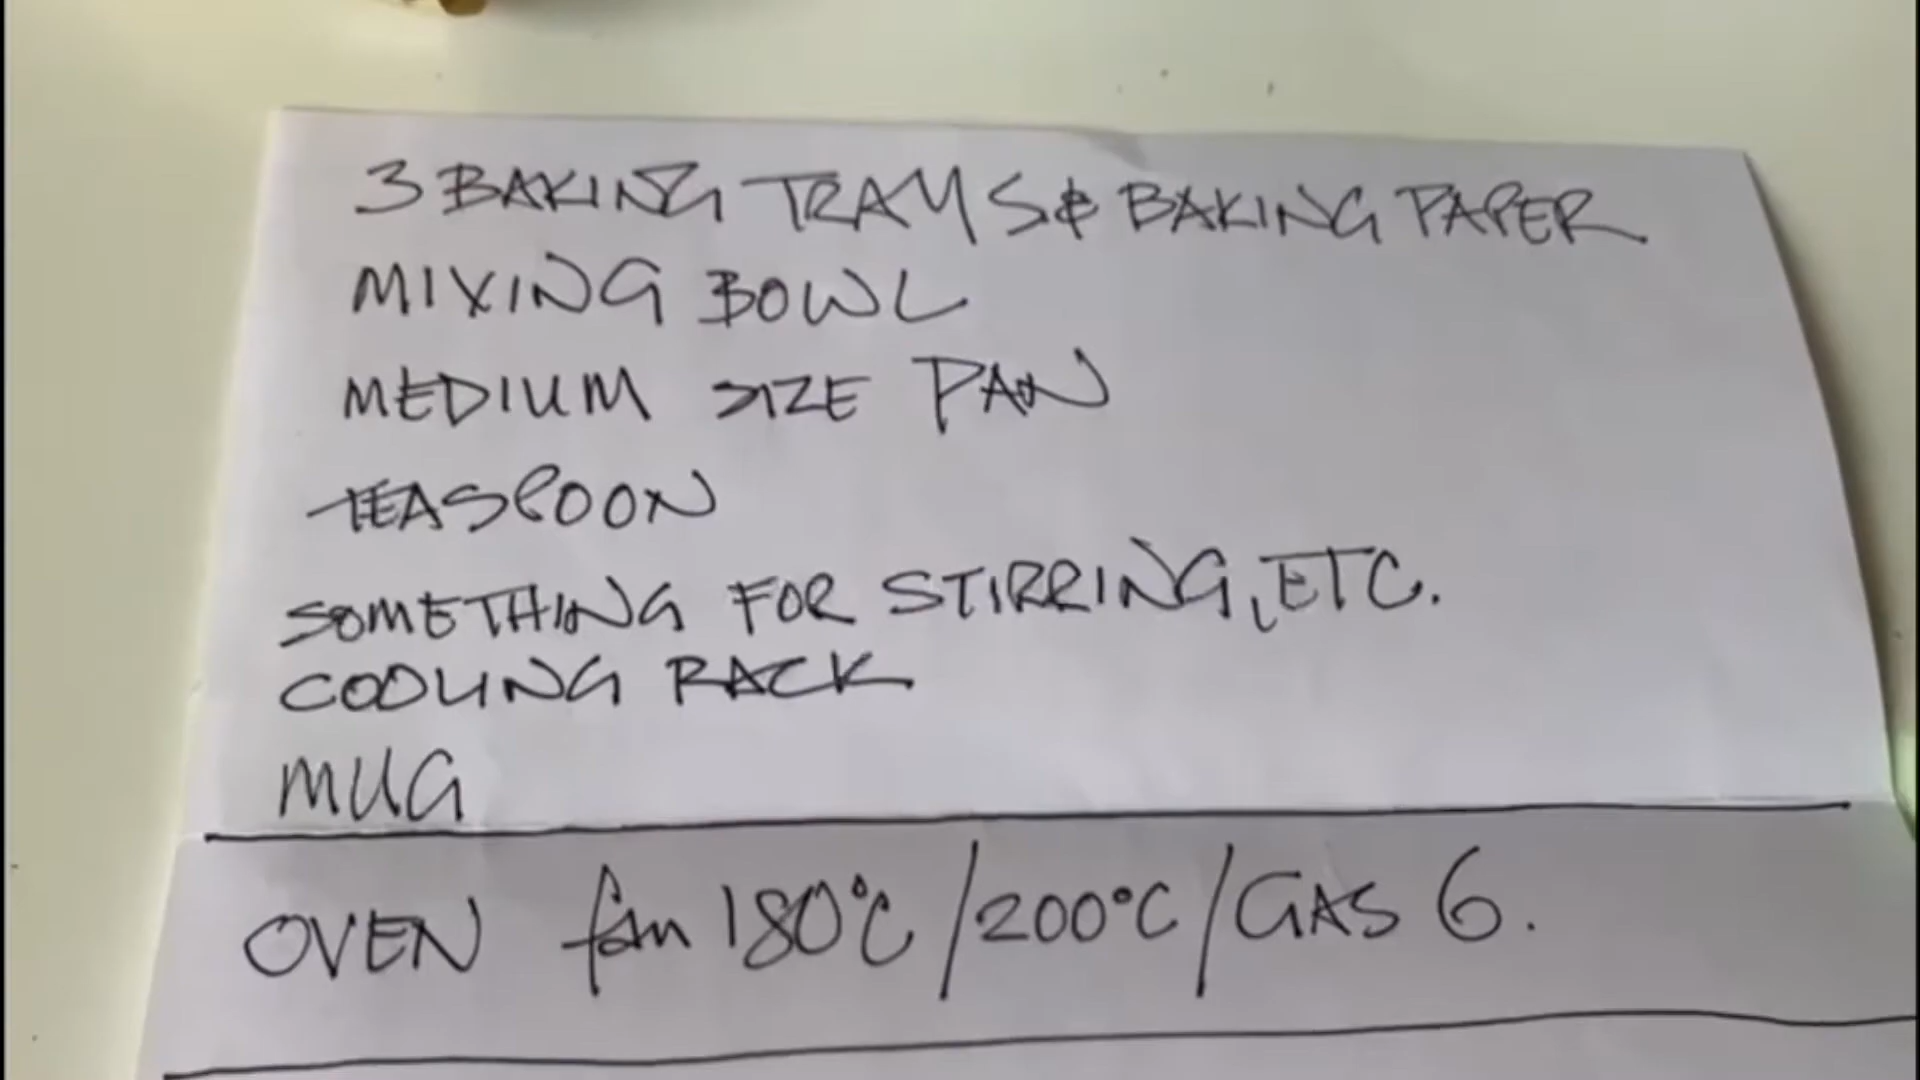 3 BAKING TRAYS & BAKING PAPER
MIXING BOWL
MEDIUM SIZE PAN
TEASPOON
SOMETHING FOR STIRRING, ETC.
COOLING RACK
MUG
OVEN fan 180°C/200°C/GAS 6.